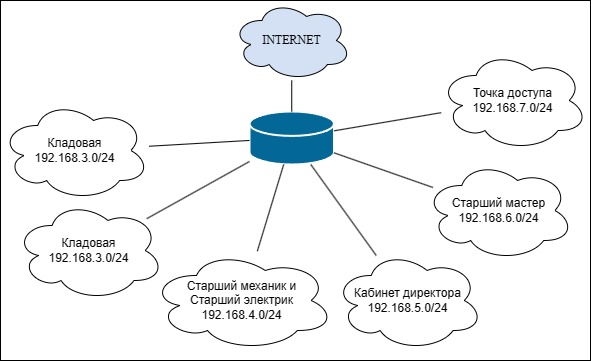 INTERNET
Точка доступа
192.168.7.0/24
Кладовая
192.168.3.0/24
Старший мастер
192.168.6.0/24
Кладовая
192.168.3.0/24
Старший механик и
Старший электрик
192.168.4.0/24
Кабинет директора
192.168.5.0/24